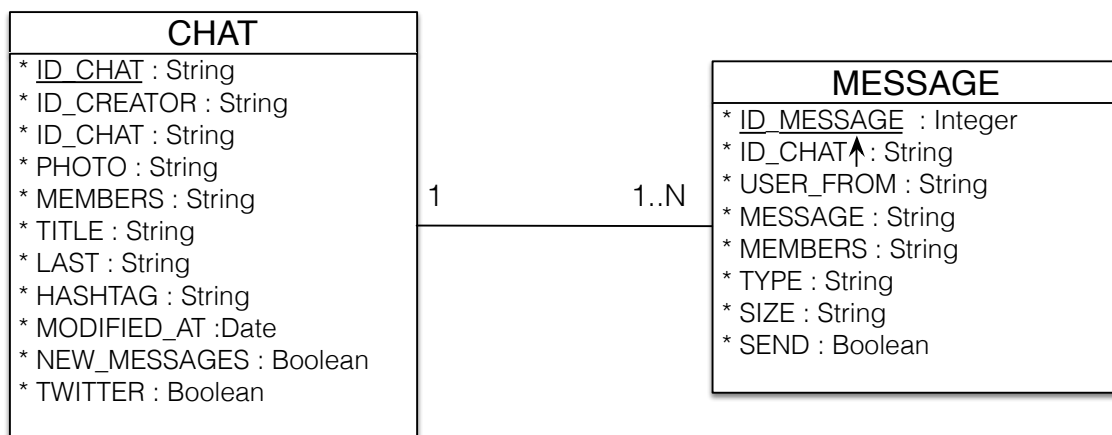 CHAT
* ID_CHAT : String
* ID_CREATOR : String
* ID_CHAT : String
* PHOTO : String
* MEMBERS : String
* TITLE : String
* LAST : String
* HASHTAG : String
* MODIFIED_AT :Date
* NEW_MESSAGES : Boolean
* TWITTER : Boolean
1
1..N
MESSAGE
* ID_MESSAGE : Integer
* ID_CHAT : String
* USER_FROM : String
* MESSAGE : String
* MEMBERS : String
* TYPE : String
* SIZE : String
* SEND : Boolean